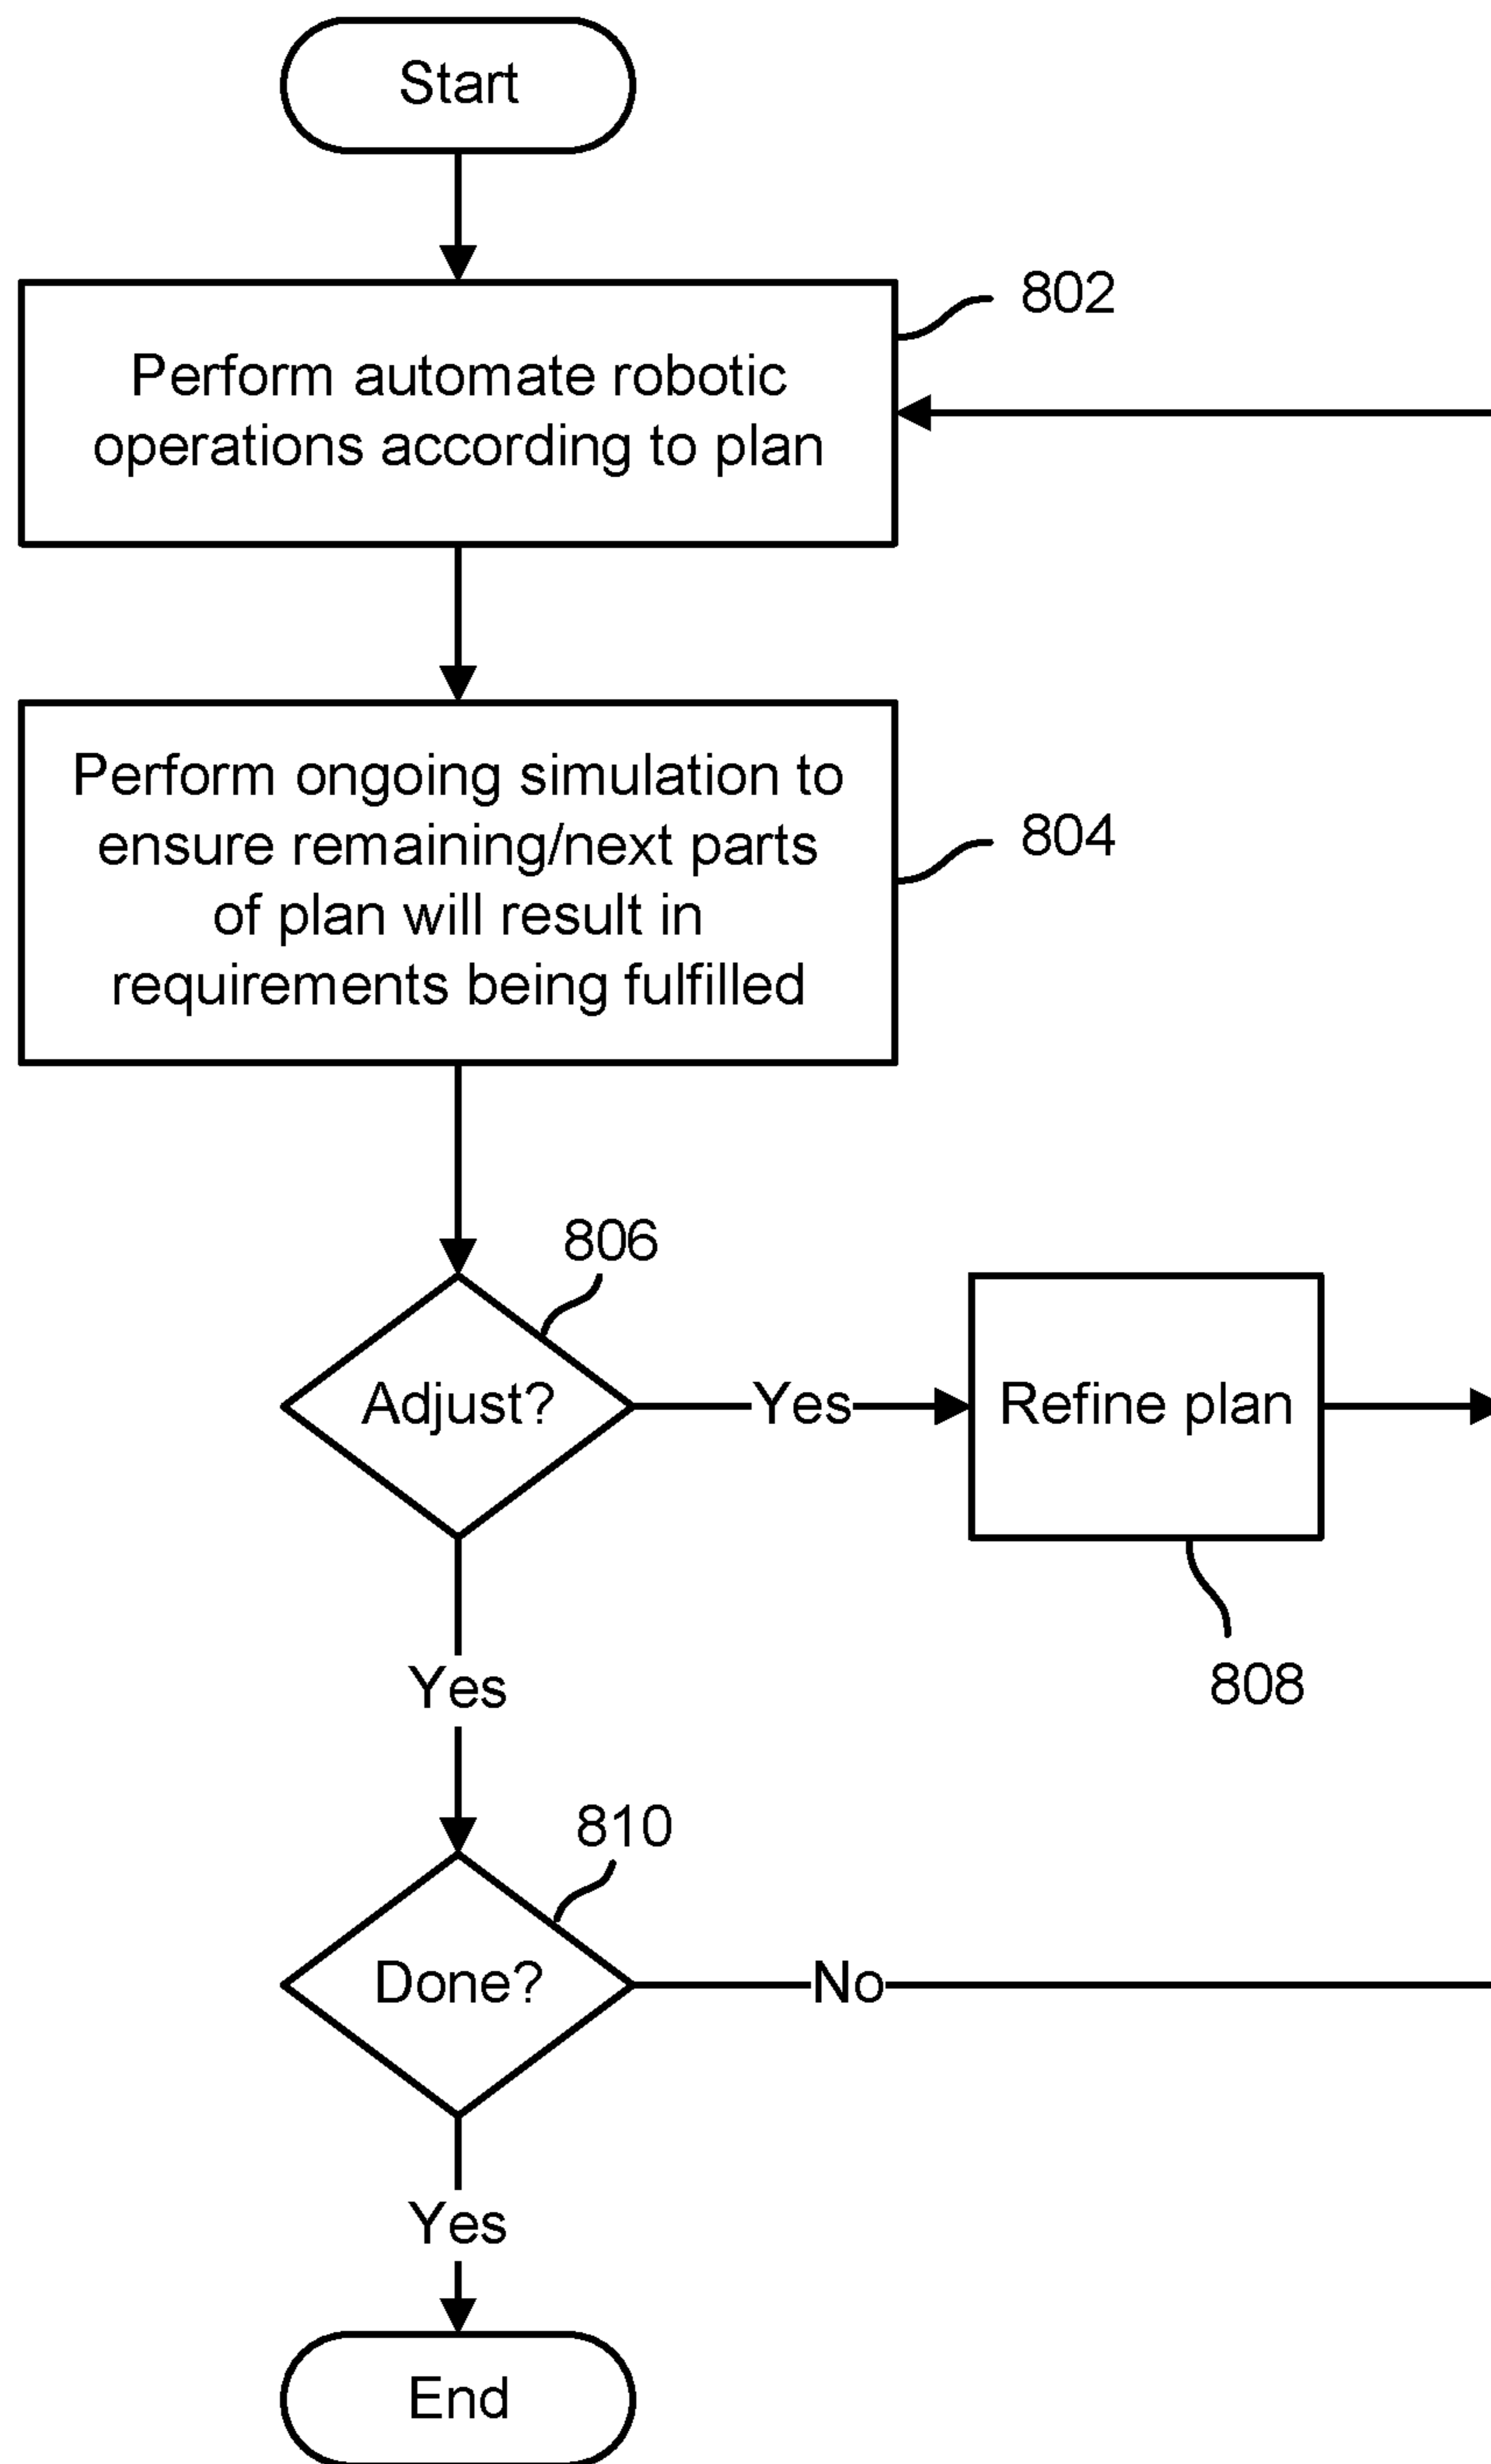 Start
802
Perform automate robotic
operations according to plan
Perform ongoing simulation to
ensure remaining/next parts
of plan will result in
requirements being fulfilled
804
806
Adjust?
Yes
Refine plan
808
Yes
810
Done?
No
Yes
End